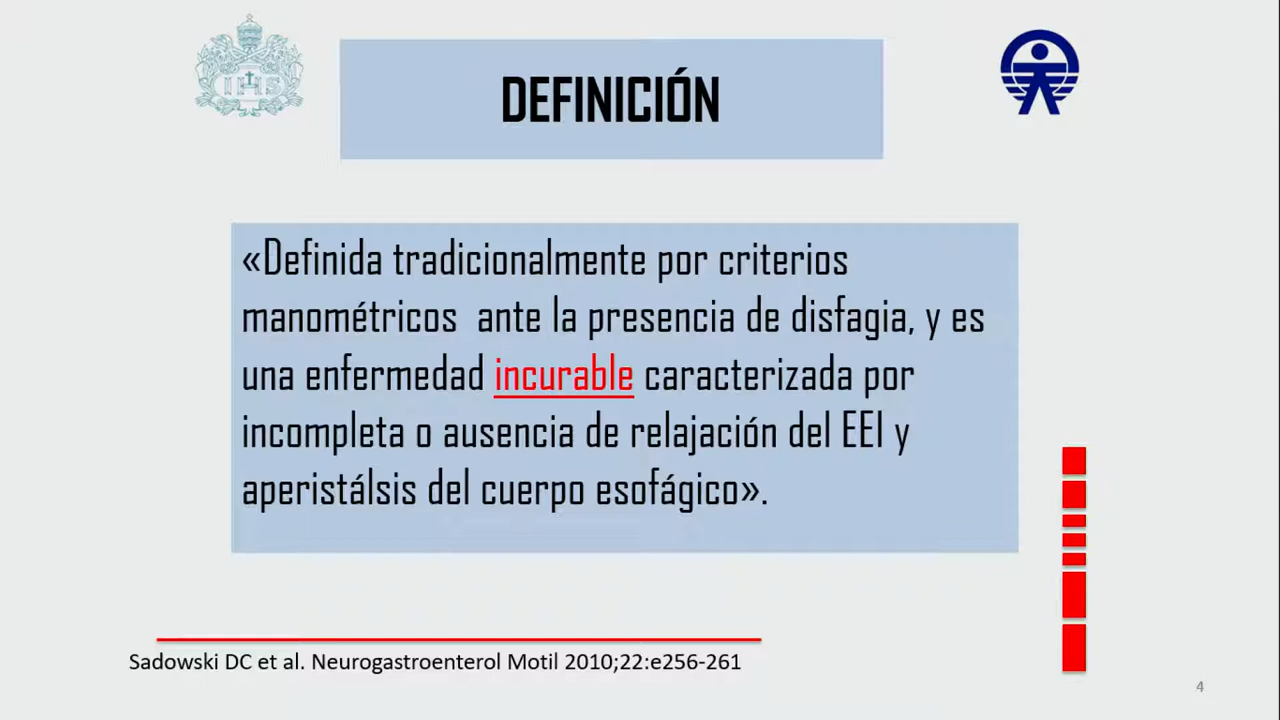 IHS
DEFINICIÓN
«Definida tradicionalmente por criterios
manométricos ante la presencia de disfagia, y es
una enfermedad incurable caracterizada por
incompleta o ausencia de relajación del EEI y
aperistálsis del cuerpo esofágico».
Sadowski DC et al. Neurogastroenterol Motil 2010;22:e256-261
4